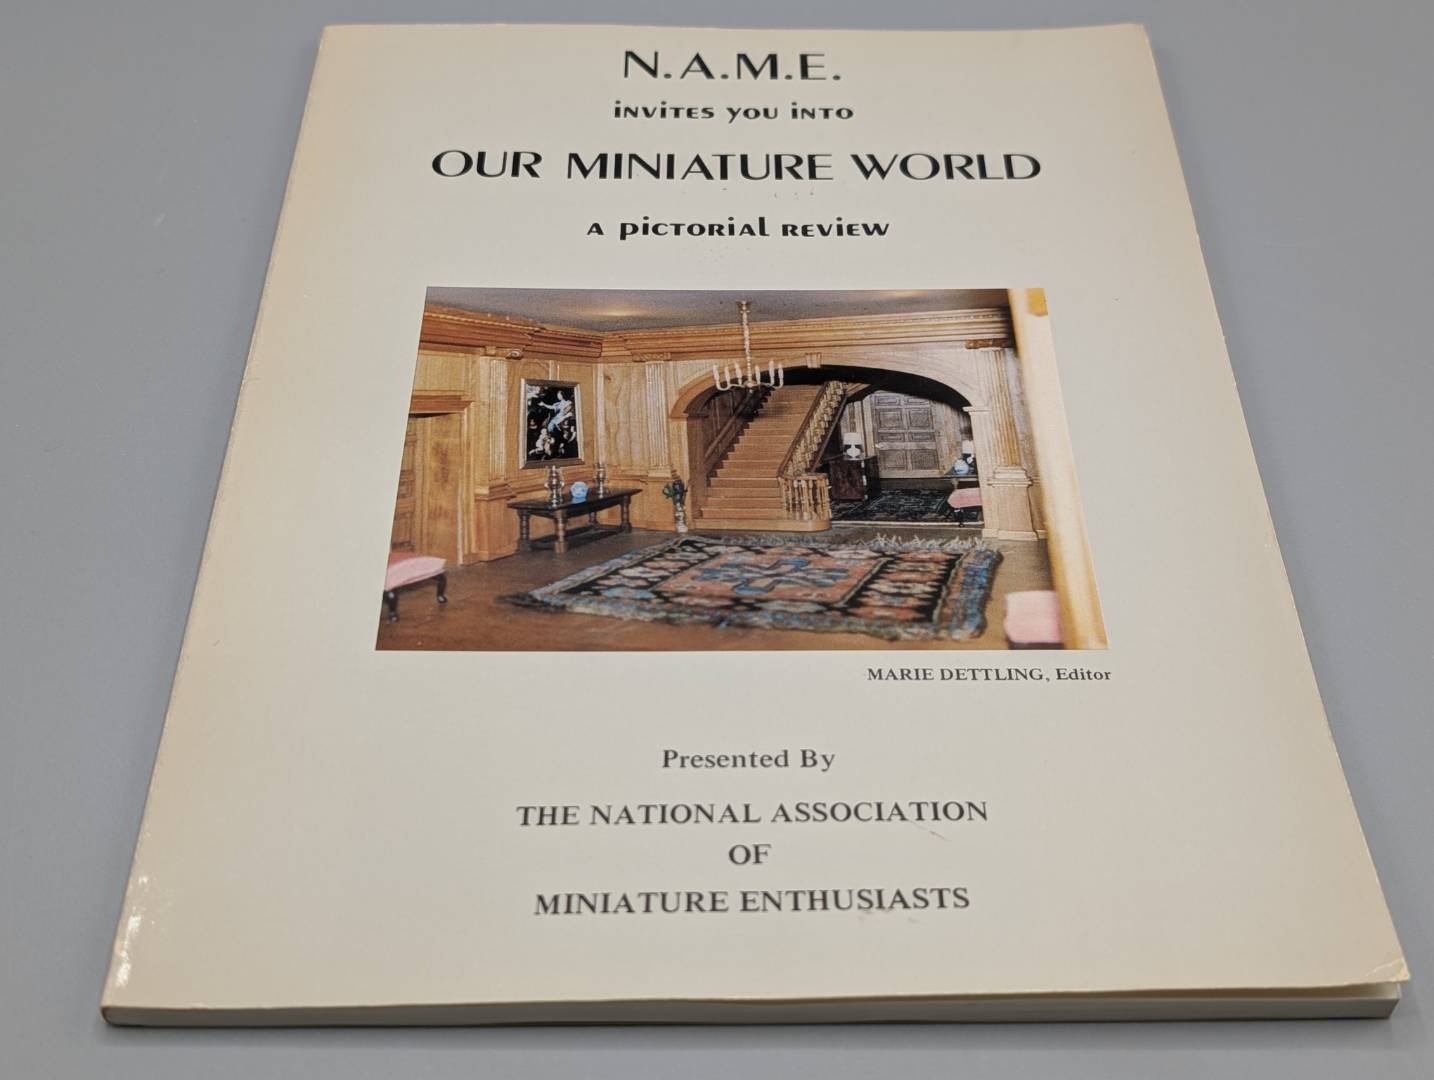 N.A.M.E.
INVITES YOU INTO
OUR MINIATURE WORLD
A PICTORIAL REVIEW
MARIE DETTLING, Editor
Presented By
THE NATIONAL ASSOCIATION
OF
MINIATURE ENTHUSIASTS